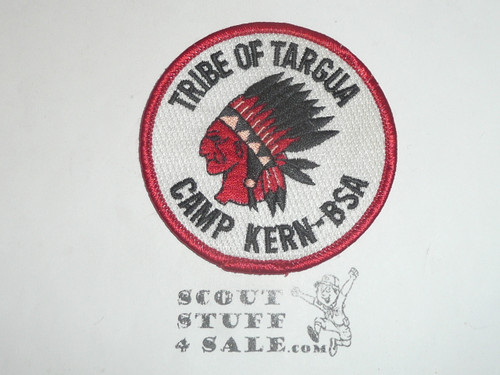 TRIBE OF TARGUA
CAMP KERN-BSA
SCOUT
STUFF
4 SALE.COM